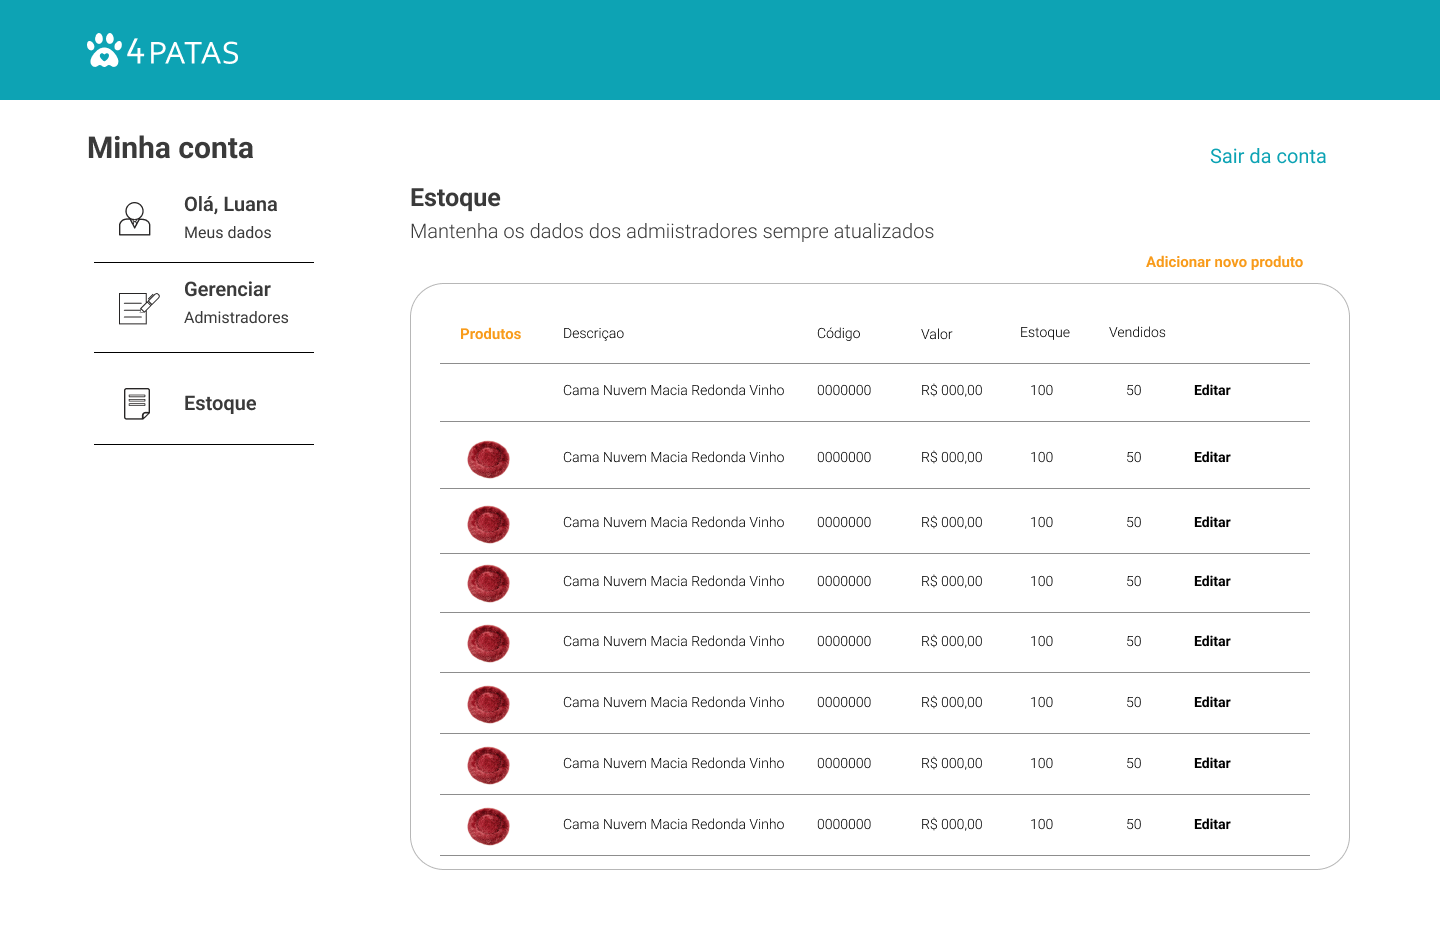 4 PATAS
Minha conta
Sair da conta
Olá, Luana
Meus dados
Gerenciar
Admistradores
Estoque
Estoque
Mantenha os dados dos admiistradores sempre atualizados
Adicionar novo produto
Produtos Descriçao Código Valor Estoque Vendidos
Cama Nuvem Macia Redonda Vinho 0000000 R$ 000,00 100 50 Editar
Cama Nuvem Macia Redonda Vinho 0000000 R$ 000,00 100 50 Editar
Cama Nuvem Macia Redonda Vinho 0000000 R$ 000,00 100 50 Editar
Cama Nuvem Macia Redonda Vinho 0000000 R$ 000,00 100 50 Editar
Cama Nuvem Macia Redonda Vinho 0000000 R$ 000,00 100 50 Editar
Cama Nuvem Macia Redonda Vinho 0000000 R$ 000,00 100 50 Editar
Cama Nuvem Macia Redonda Vinho 0000000 R$ 000,00 100 50 Editar
Cama Nuvem Macia Redonda Vinho 0000000 R$ 000,00 100 50 Editar